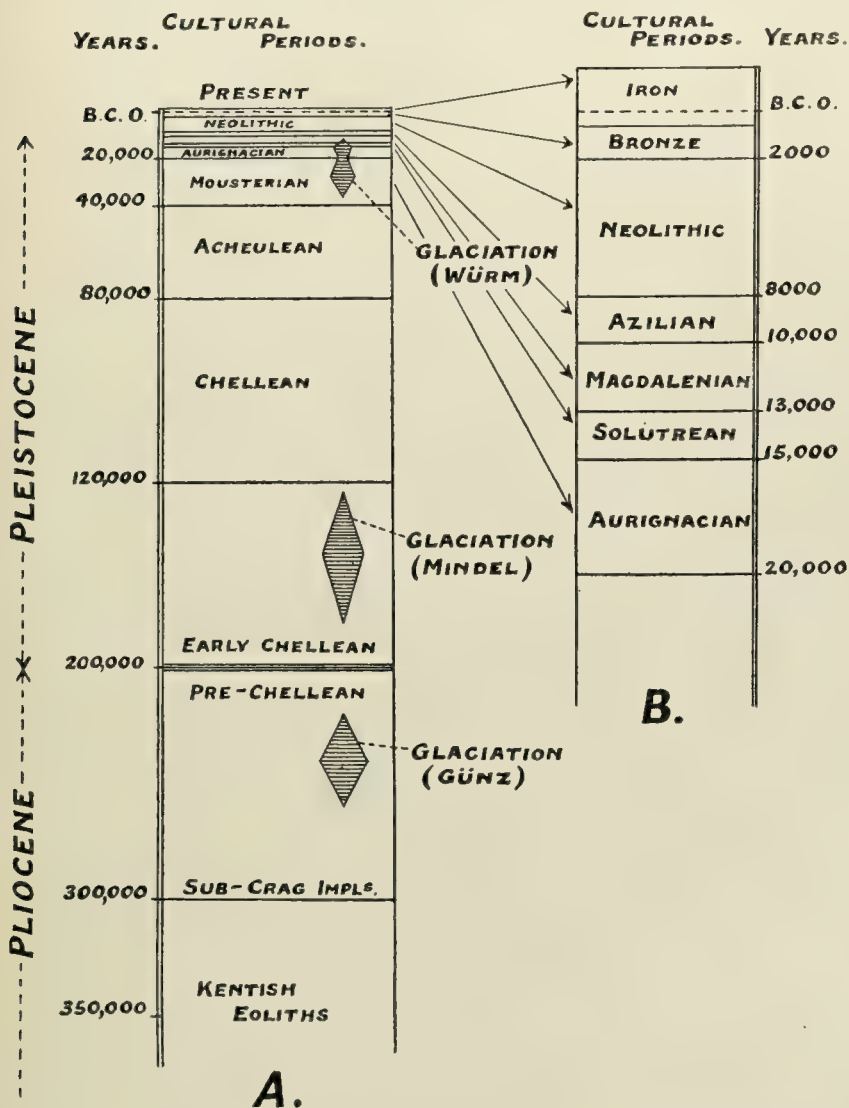 CULTURAL
YEARS. PERIODS.
PRESENT
B.C.O.
NEOLITHIC
20,000 AURIGNACIAN
MOUSTERIAN
40,000
ACHEULEAN
80,000
CHELLEAN
120,000
EARLY CHELLEAN
200,000
PRE-CHELLEAN
SUB-CRAG IMPLS.
300,000
KENTISH
EOLITHS
350,000
A.
PLEISTOCENE
PLIOCENE
GLACIATION
(WÜRM)
GLACIATION
(MINDEL)
GLACIATION
(GÜNZ)
CULTURAL
PERIODS. YEARS.
IRON
B.C.O.
BRONZE
2000
NEOLITHIC
8000
AZILIAN
10,000
MAGDALENIAN
13,000
SOLUTREAN
15,000
AURIGNACIAN
20,000
B.